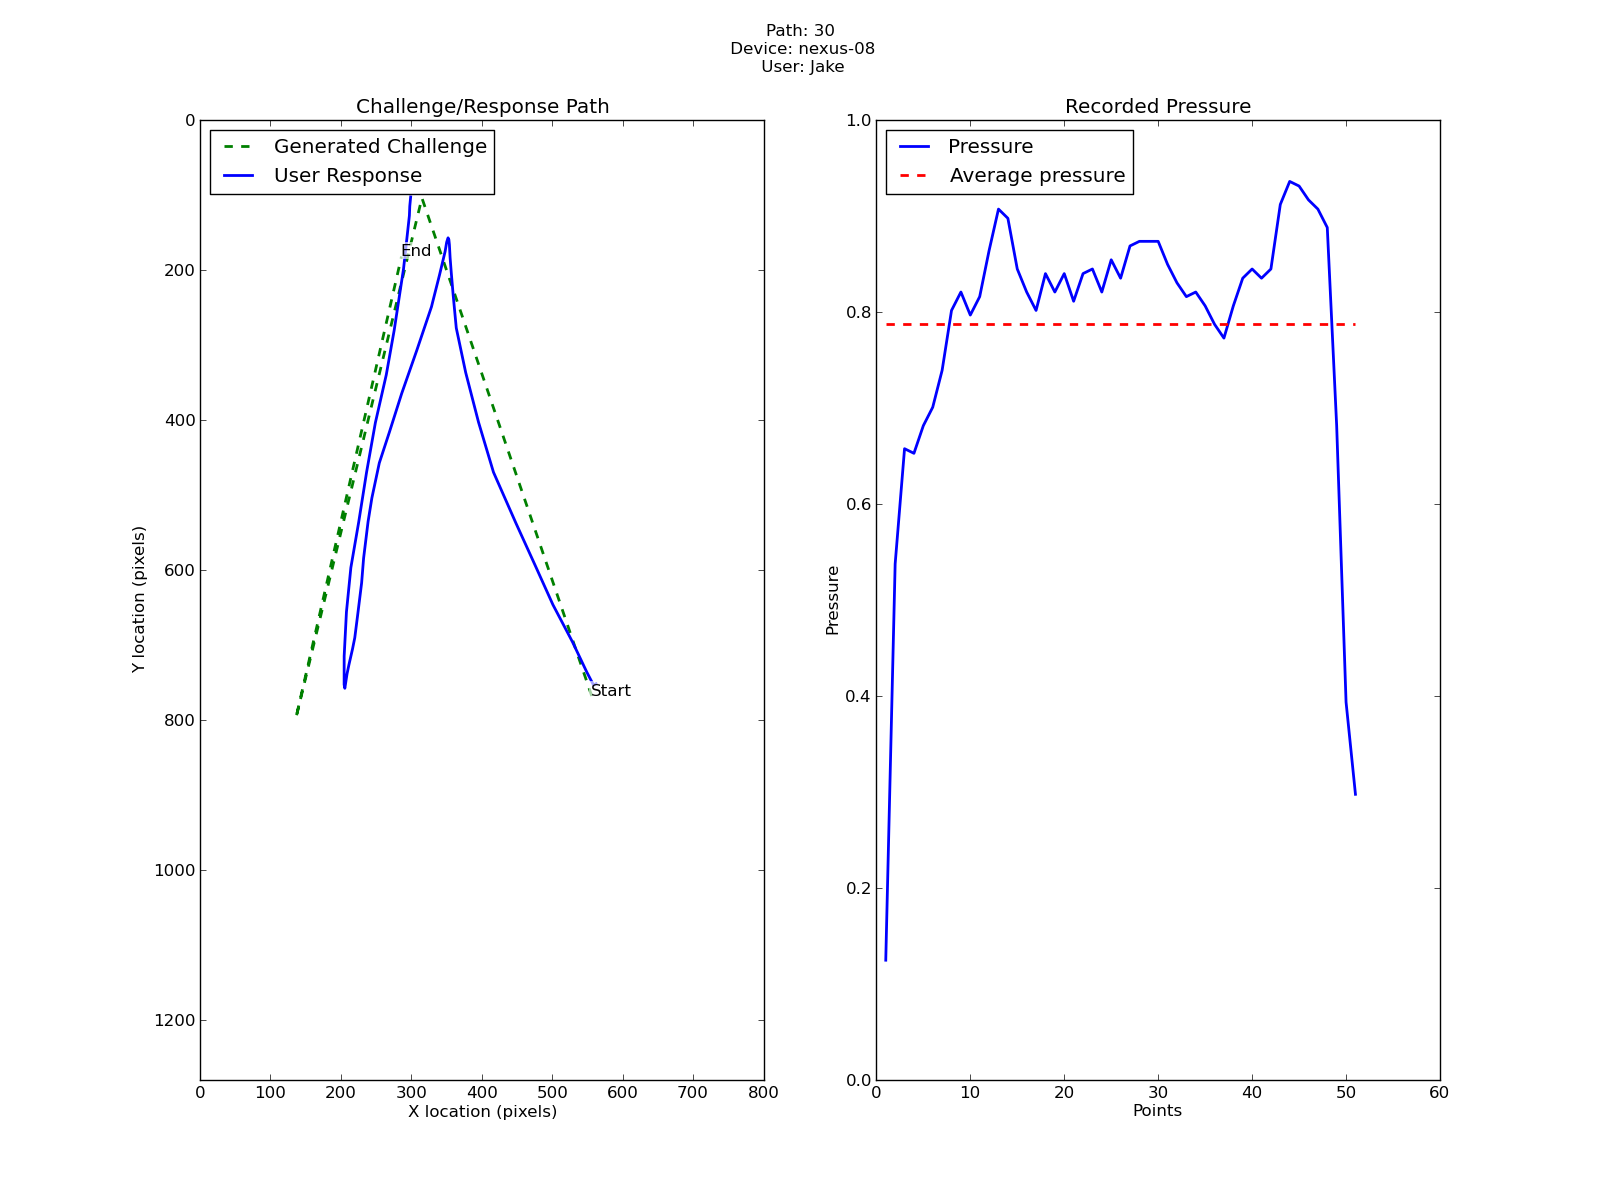 Path: 30
Device: nexus-08
User: Jake
Challenge/Response Path
Generated Challenge
User Response
End
Start
0
200
400
600
800
1000
1200
Y location (pixels)
0 100 200 300 400 500 600 700 800
X location (pixels)
Recorded Pressure
Pressure
Average pressure
1.0
0.8
0.6
0.4
0.2
0.0
Pressure
0 10 20 30 40 50 60
Points